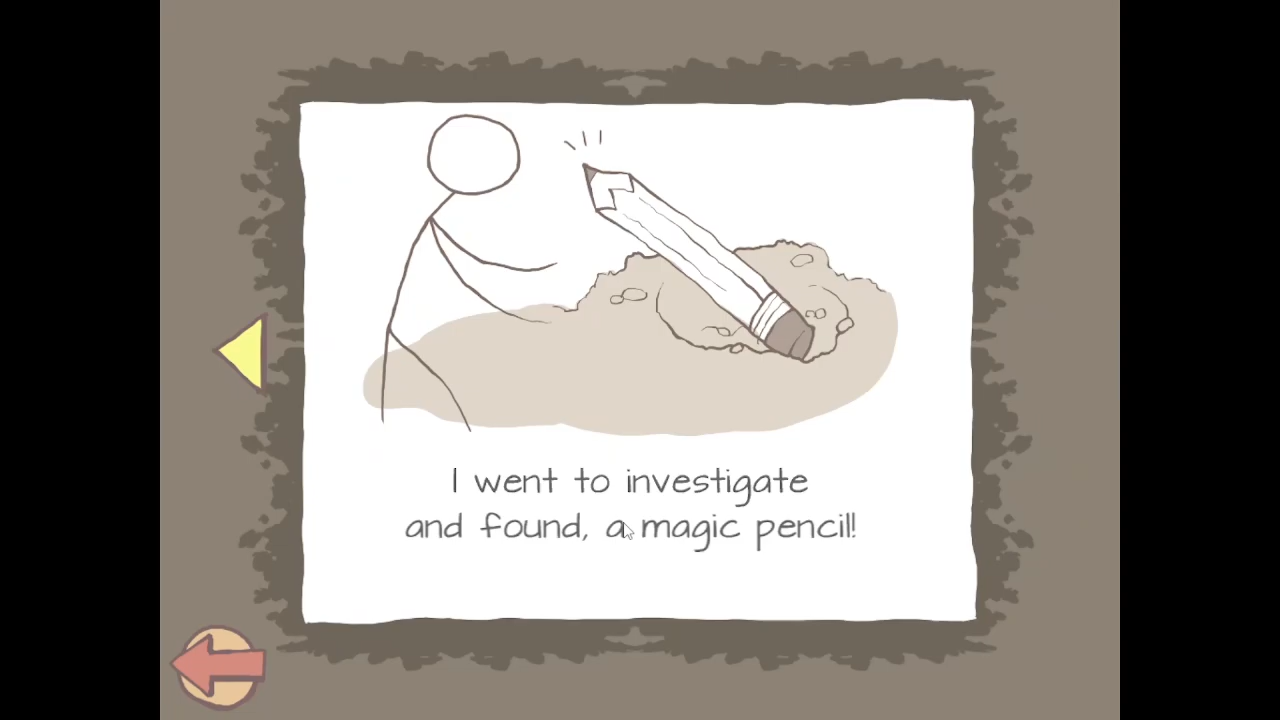 I went to investigate
and found, a magic pencil!